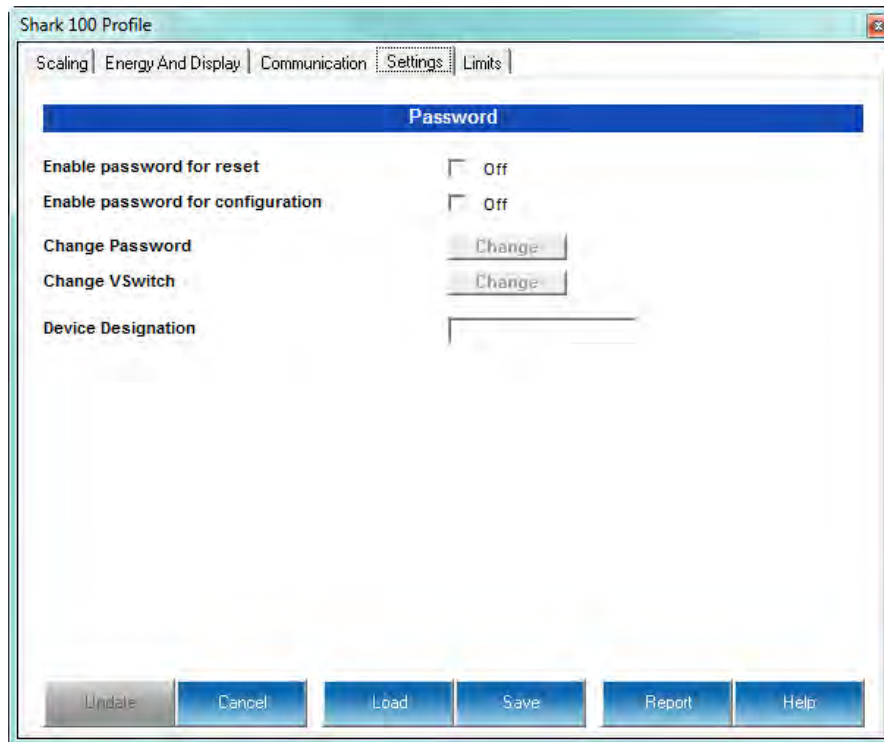 Shark 100 Profile
Scaling Energy And Display Communication Settings Limits
Password
Enable password for reset Off
Enable password for configuration Off
Change Password Change
Change VSwitch Change
Device Designation
Update Cancel Load Save Report Help